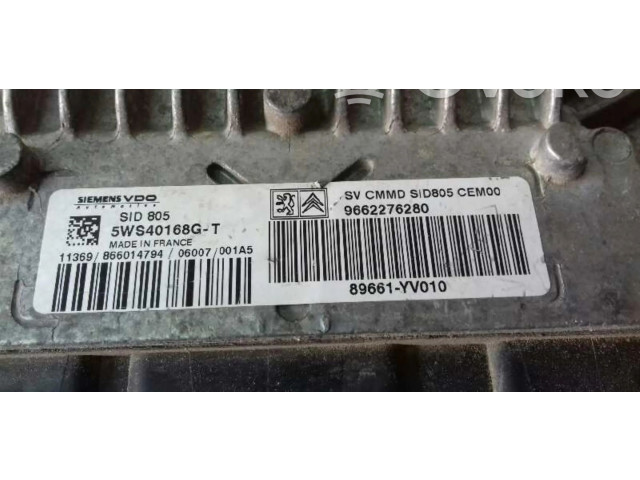 SIEMENS VDO
Automotive
SID 805
5WS40168G-T
MADE IN FRANCE
11369/866014794 /06007/001A5
SV CMMD SID805 CEM00
9662276280
89661-YV010